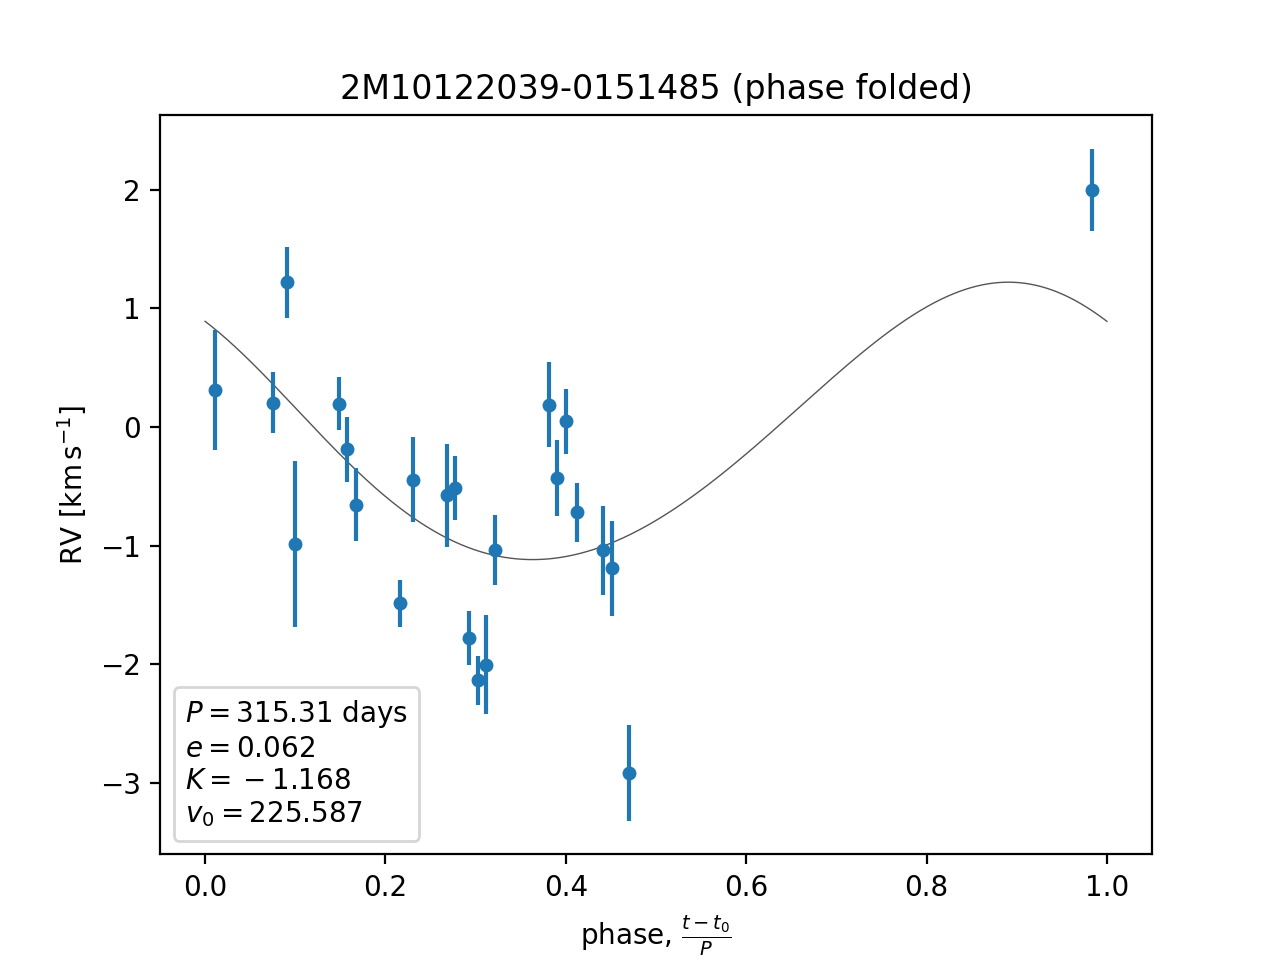 2M10122039-0151485 (phase folded)
RV [km s⁻¹]
2
1
0
−1
−2
−3
P = 315.31 days
e = 0.062
K = −1.168
v₀ = 225.587
0.0 0.2 0.4 0.6 0.8 1.0
phase, (t − t₀)/P